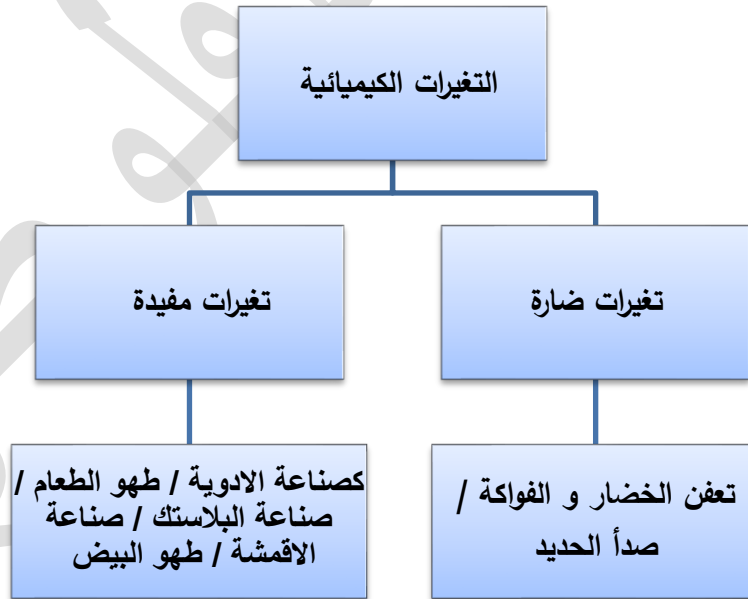 التغيرات الكيميائية
تغيرات ضارة
تغيرات مفيدة
تعفن الخضار و الفواكة /
صدأ الحديد
كصناعة الادوية / طهو الطعام /
صناعة البلاستك / صناعة
الاقمشة / طهو البيض